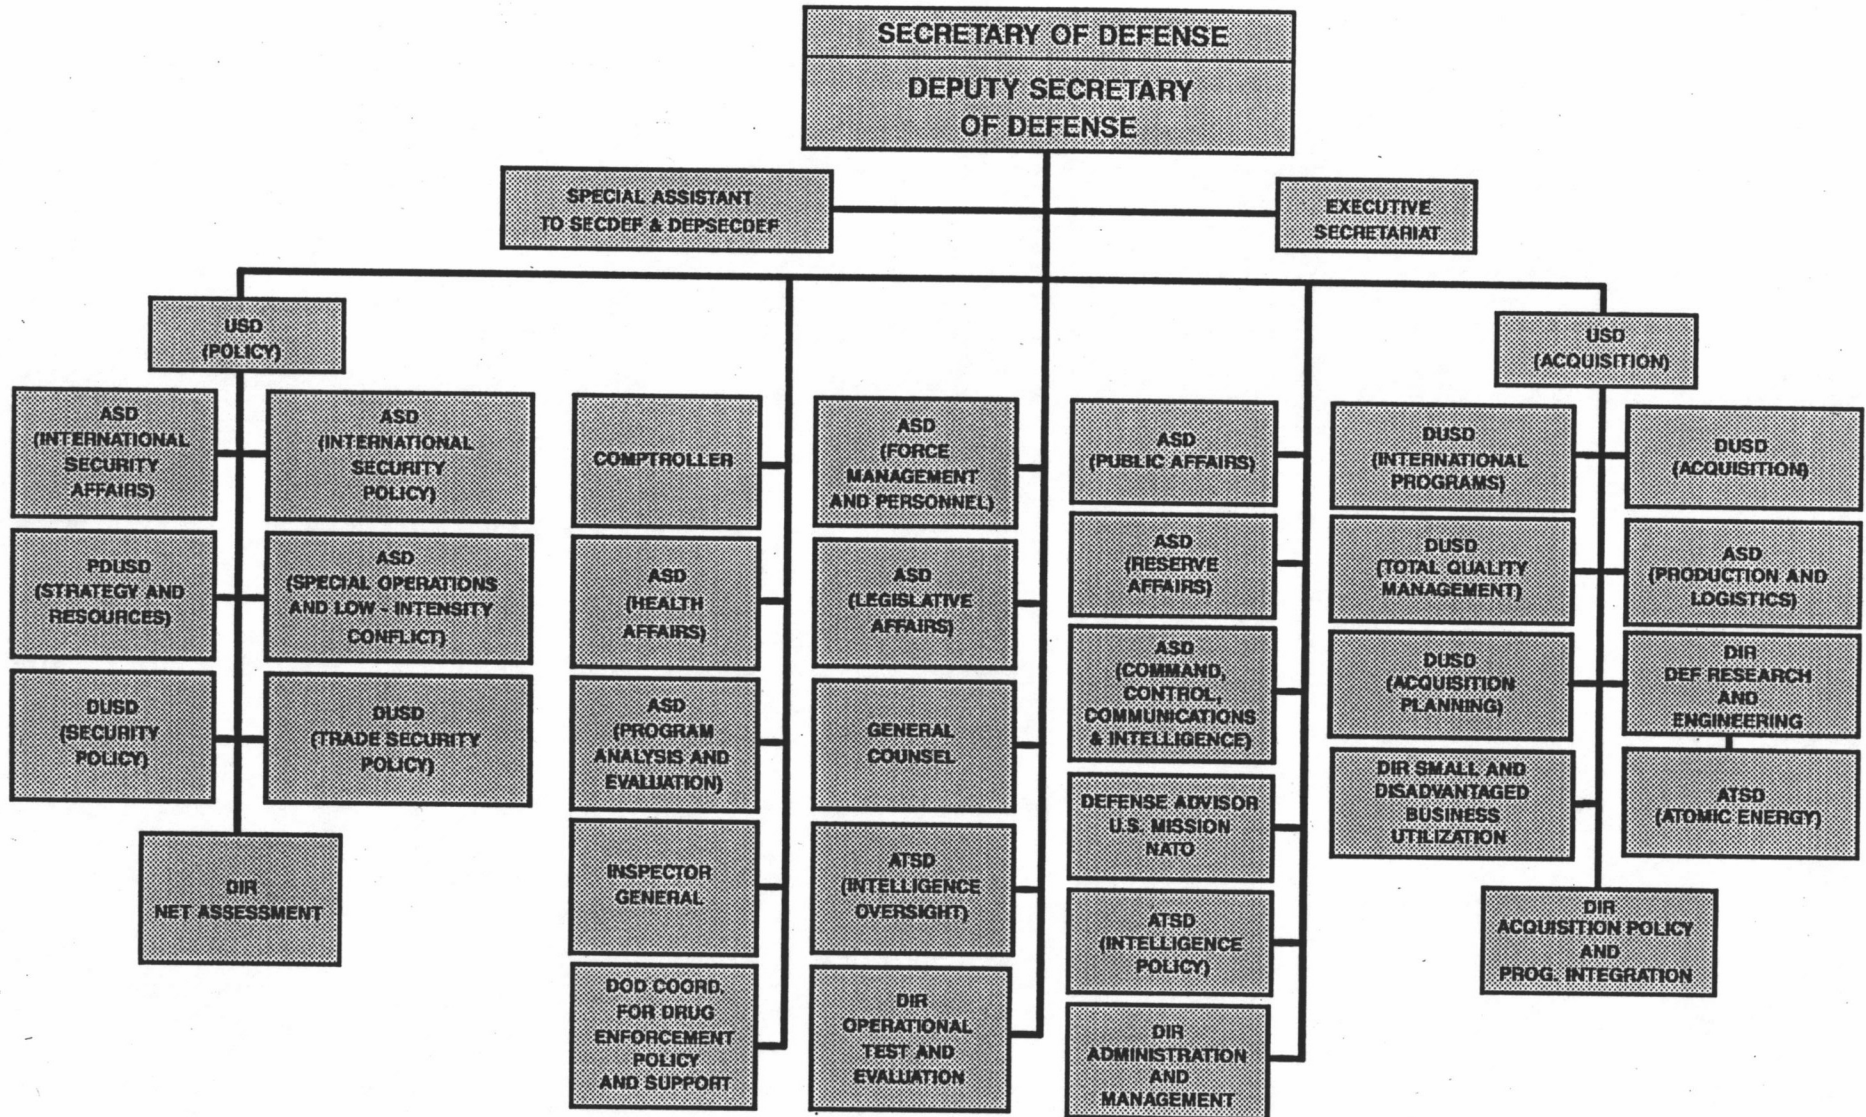 SECRETARY OF DEFENSE
DEPUTY SECRETARY
OF DEFENSE
SPECIAL ASSISTANT
TO SECDEF & DEPSECDEF
EXECUTIVE
SECRETARIAT
USD
(POLICY)
ASD
(INTERNATIONAL
SECURITY
AFFAIRS)
ASD
(INTERNATIONAL
SECURITY
POLICY)
PDUSD
(STRATEGY AND
RESOURCES)
ASD
(SPECIAL OPERATIONS
AND LOW - INTENSITY
CONFLICT)
DUSD
(SECURITY
POLICY)
DUSD
(TRADE SECURITY
POLICY)
DIR
NET ASSESSMENT
COMPTROLLER
ASD
(HEALTH
AFFAIRS)
ASD
(PROGRAM
ANALYSIS AND
EVALUATION)
INSPECTOR
GENERAL
DOD COORD.
FOR DRUG
ENFORCEMENT
POLICY
AND SUPPORT
ASD
(FORCE
MANAGEMENT
AND PERSONNEL)
ASD
(LEGISLATIVE
AFFAIRS)
GENERAL
COUNSEL
ATSD
(INTELLIGENCE
OVERSIGHT)
DIR
OPERATIONAL
TEST AND
EVALUATION
ASD
(PUBLIC AFFAIRS)
ASD
(RESERVE
AFFAIRS)
ASD
(COMMAND,
CONTROL,
COMMUNICATIONS
& INTELLIGENCE)
DEFENSE ADVISOR
U.S. MISSION
NATO
ATSD
(INTELLIGENCE
POLICY)
DIR
ADMINISTRATION
AND
MANAGEMENT
USD
(ACQUISITION)
DUSD
(INTERNATIONAL
PROGRAMS)
DUSD
(ACQUISITION)
DUSD
(TOTAL QUALITY
MANAGEMENT)
ASD
(PRODUCTION AND
LOGISTICS)
DUSD
(ACQUISITION
PLANNING)
DIR
DEF RESEARCH
AND
ENGINEERING
DIR SMALL AND
DISADVANTAGED
BUSINESS
UTILIZATION
ATSD
(ATOMIC ENERGY)
DIR
ACQUISITION POLICY
AND
PROG. INTEGRATION